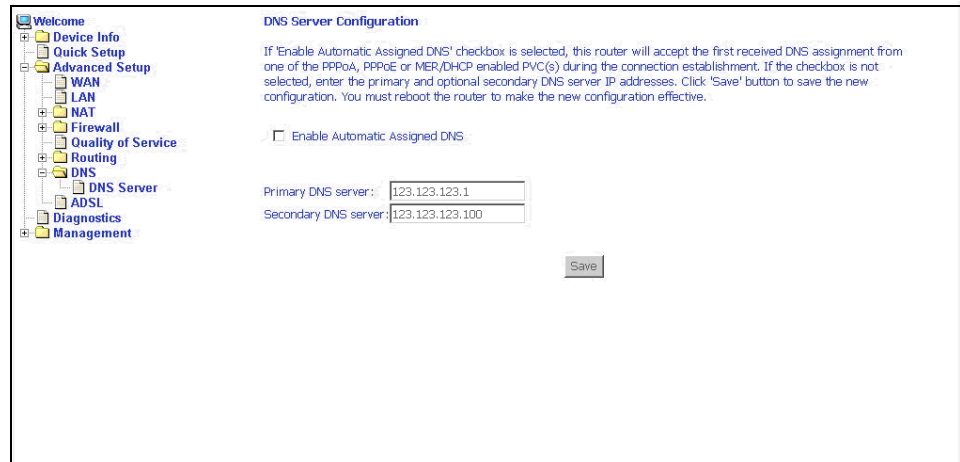 Welcome
Device Info
Quick Setup
Advanced Setup
WAN
LAN
NAT
Firewall
Quality of Service
Routing
DNS
DNS Server
ADSL
Diagnostics
Management
DNS Server Configuration
If 'Enable Automatic Assigned DNS' checkbox is selected, this router will accept the first received DNS assignment from
one of the PPPoA, PPPoE or MER/DHCP enabled PVC(s) during the connection establishment. If the checkbox is not
selected, enter the primary and optional secondary DNS server IP addresses. Click 'Save' button to save the new
configuration. You must reboot the router to make the new configuration effective.
Enable Automatic Assigned DNS
Primary DNS server: 123.123.123.1
Secondary DNS server: 123.123.123.100
Save